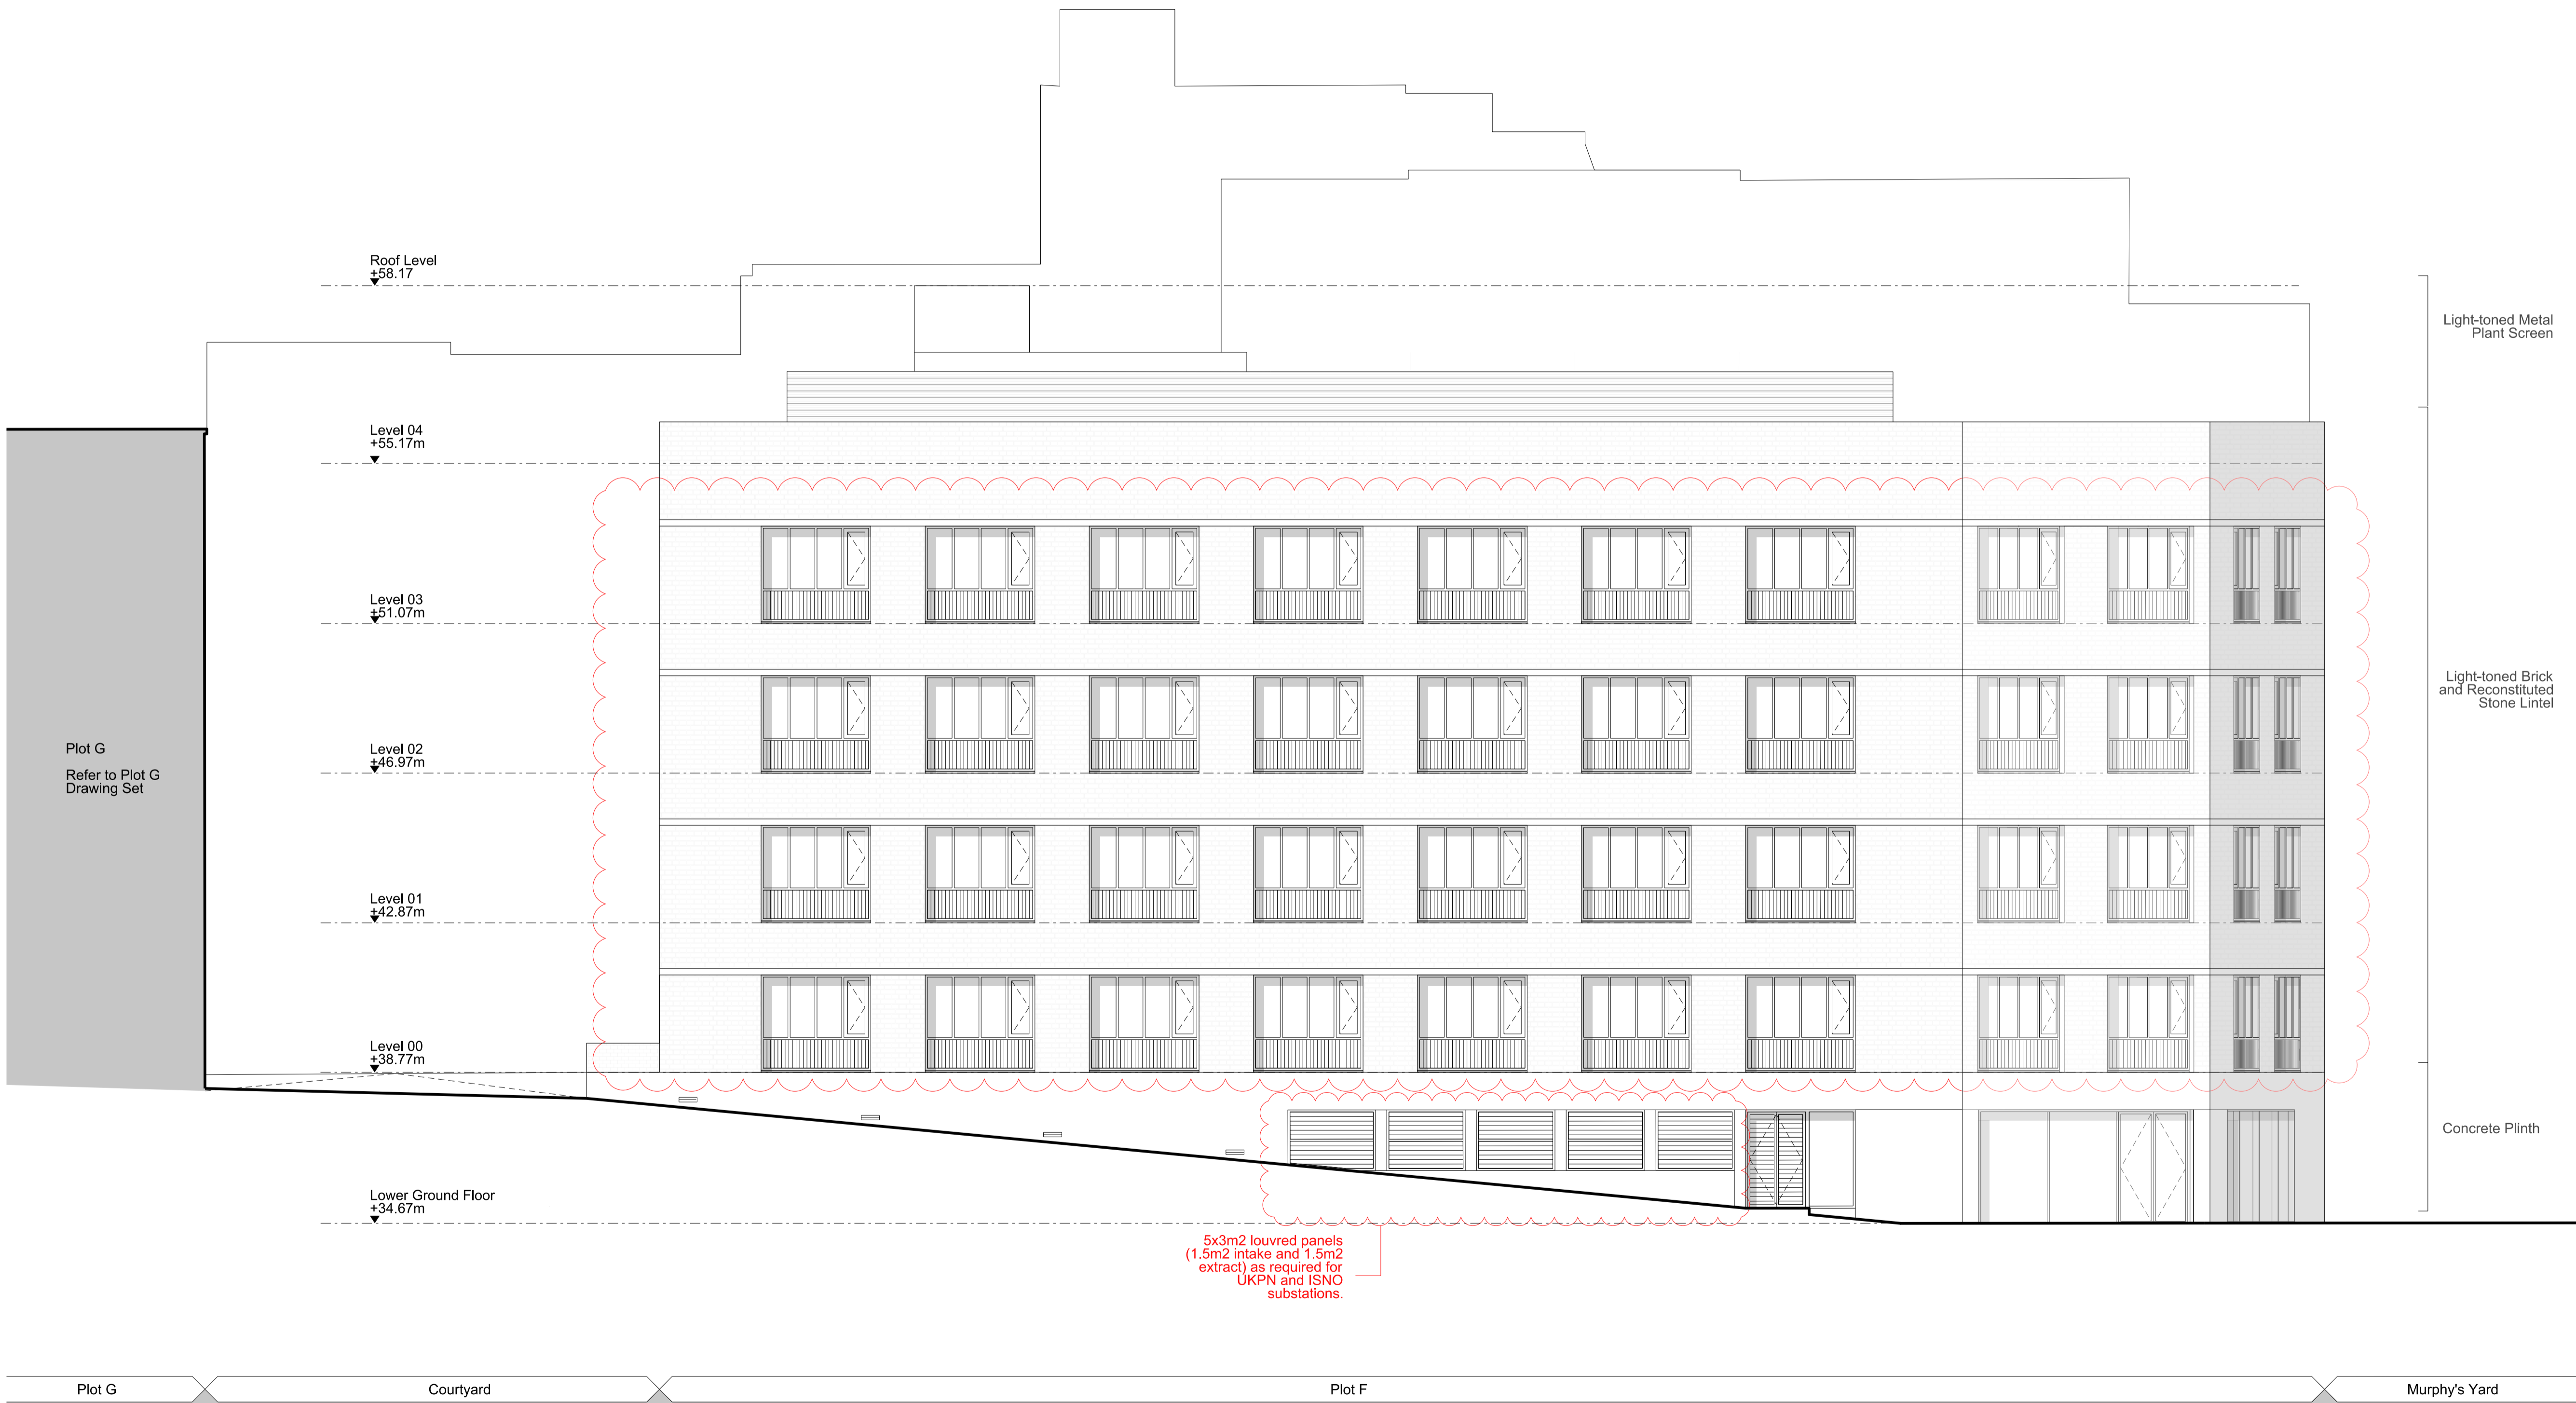 Roof Level
+58.17
Light-toned Metal
Plant Screen
Level 04
+55.17m
Level 03
+51.07m
Light-toned Brick
and Reconstituted
Stone Lintel
Plot G
Refer to Plot G
Drawing Set
Level 02
+46.97m
Level 01
+42.87m
Level 00
+38.77m
Concrete Plinth
Lower Ground Floor
+34.67m
5x3m2 louvred panels
(1.5m2 intake and 1.5m2
extract) as required for
UKPN and ISNO
substations.
Plot G
Courtyard
Plot F
Murphy's Yard